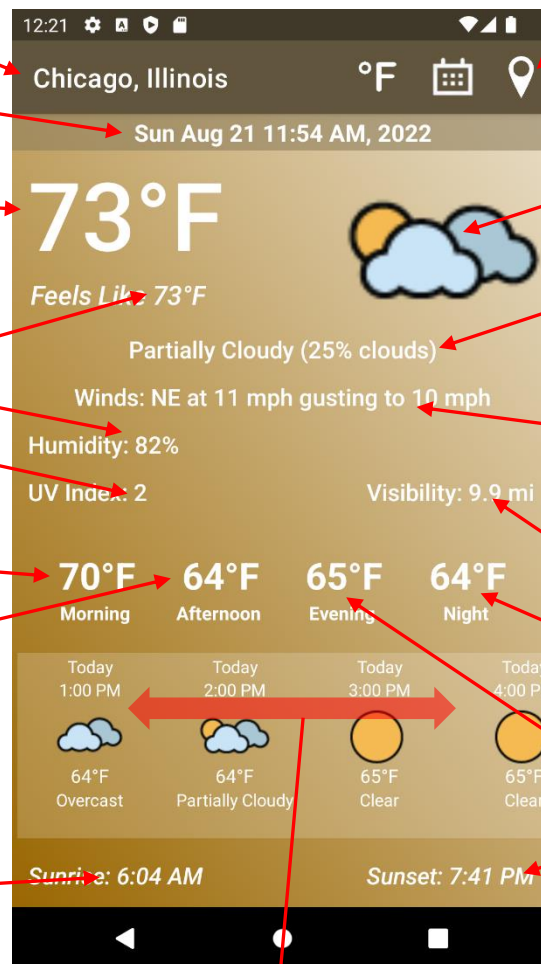 12:21
Chicago, Illinois °F
Sun Aug 21 11:54 AM, 2022
73°F
Feels Like 73°F
Partially Cloudy (25% clouds)
Winds: NE at 11 mph gusting to 10 mph
Humidity: 82%
UV Index: 2 Visibility: 9.9 mi
70°F 64°F 65°F 64°F
Morning Afternoon Evening Night
Today Today Today Today
1:00 PM 2:00 PM 3:00 PM 4:00 P
64°F 64°F 65°F 65°F
Overcast Partially Cloudy Clear Clear
Sunrise: 6:04 AM Sunset: 7:41 PM